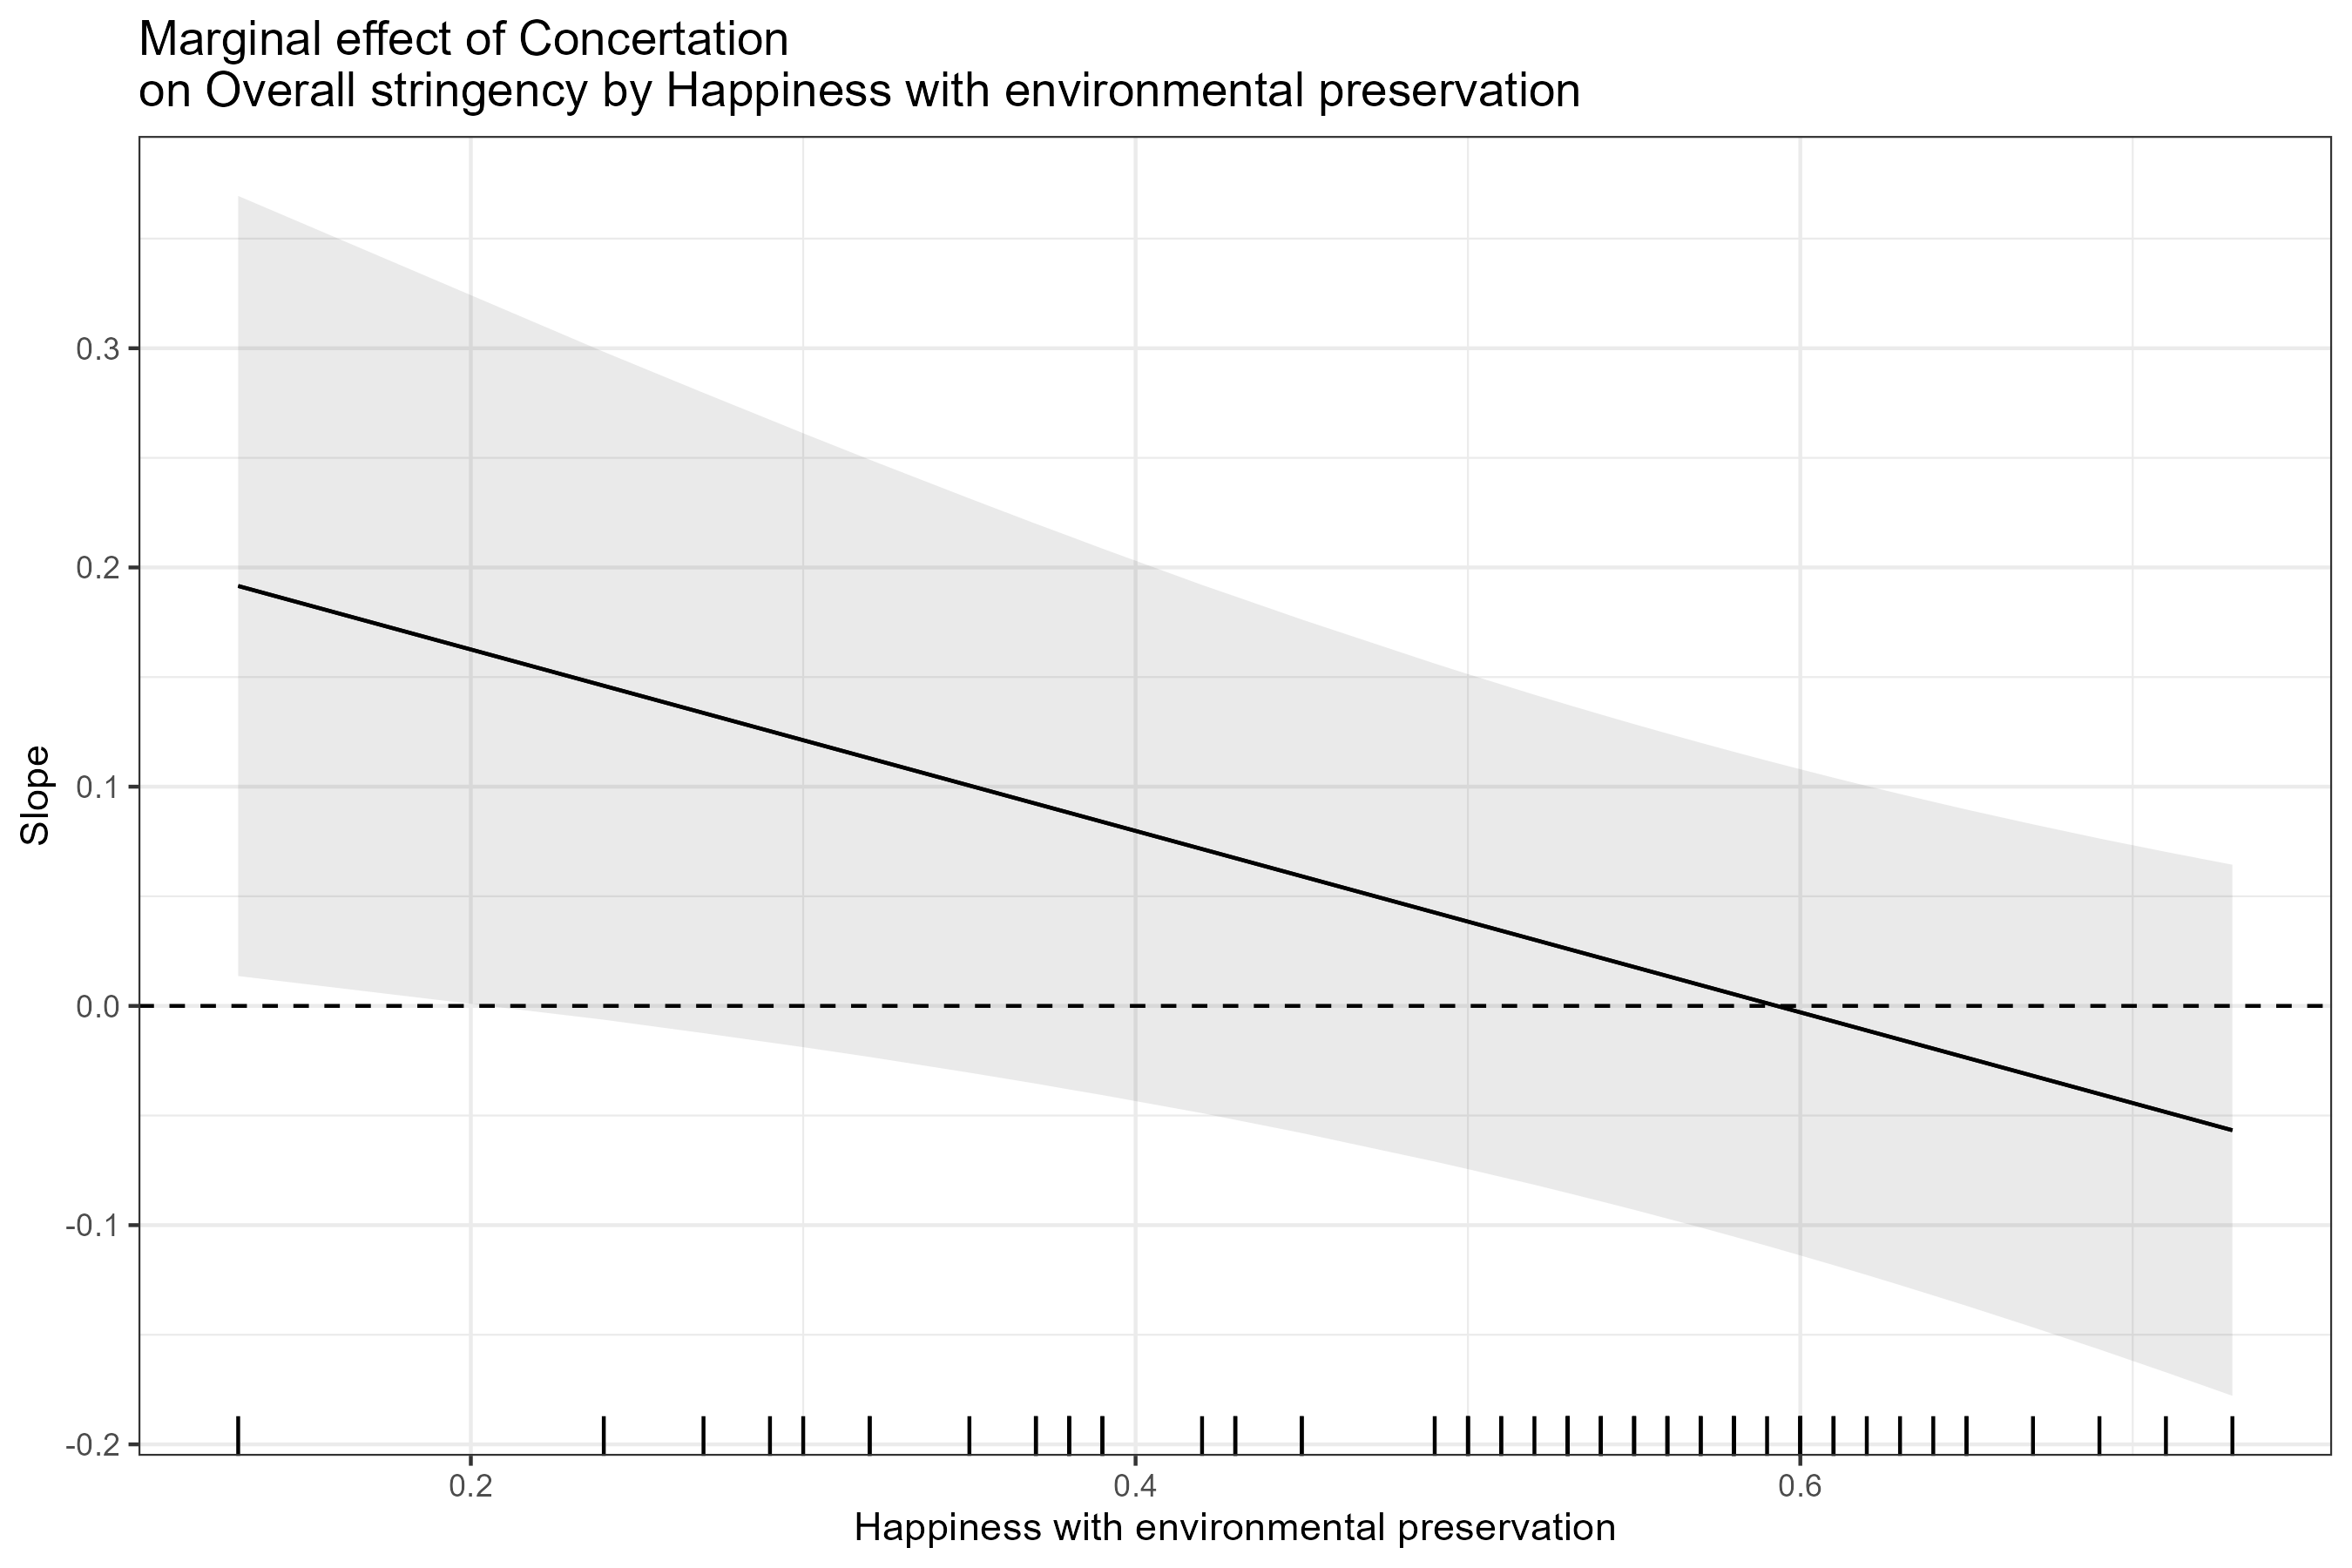 Marginal effect of Concertation
on Overall stringency by Happiness with environmental preservation
0.3
0.2
0.1
0.0
-0.1
-0.2
Slope
0.2
0.4
0.6
Happiness with environmental preservation